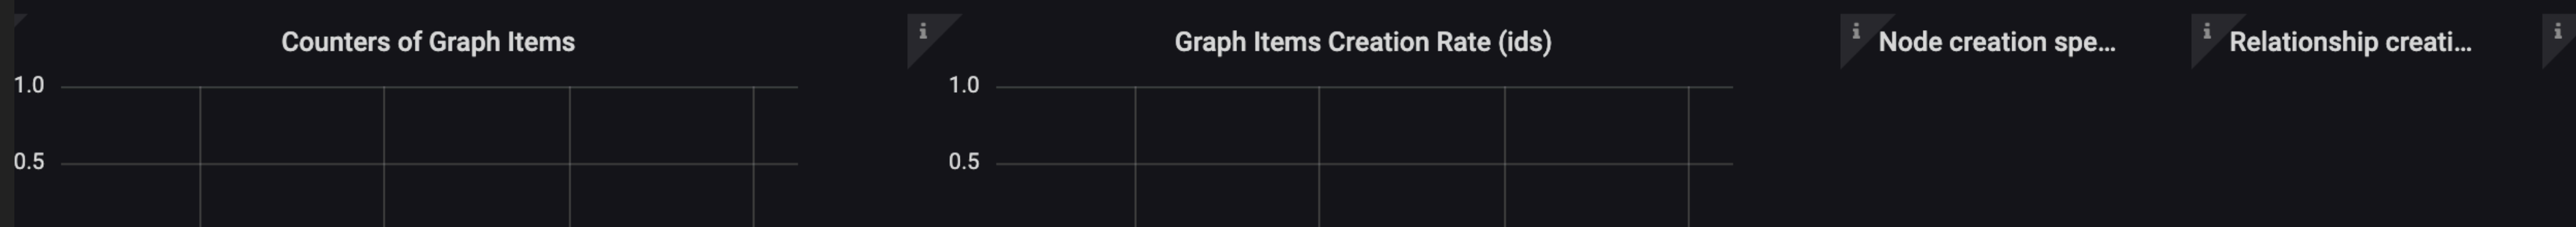 Counters of Graph Items
1.0
0.5
i
Graph Items Creation Rate (ids)
1.0
0.5
i
Node creation spe...
i
Relationship creati...
i